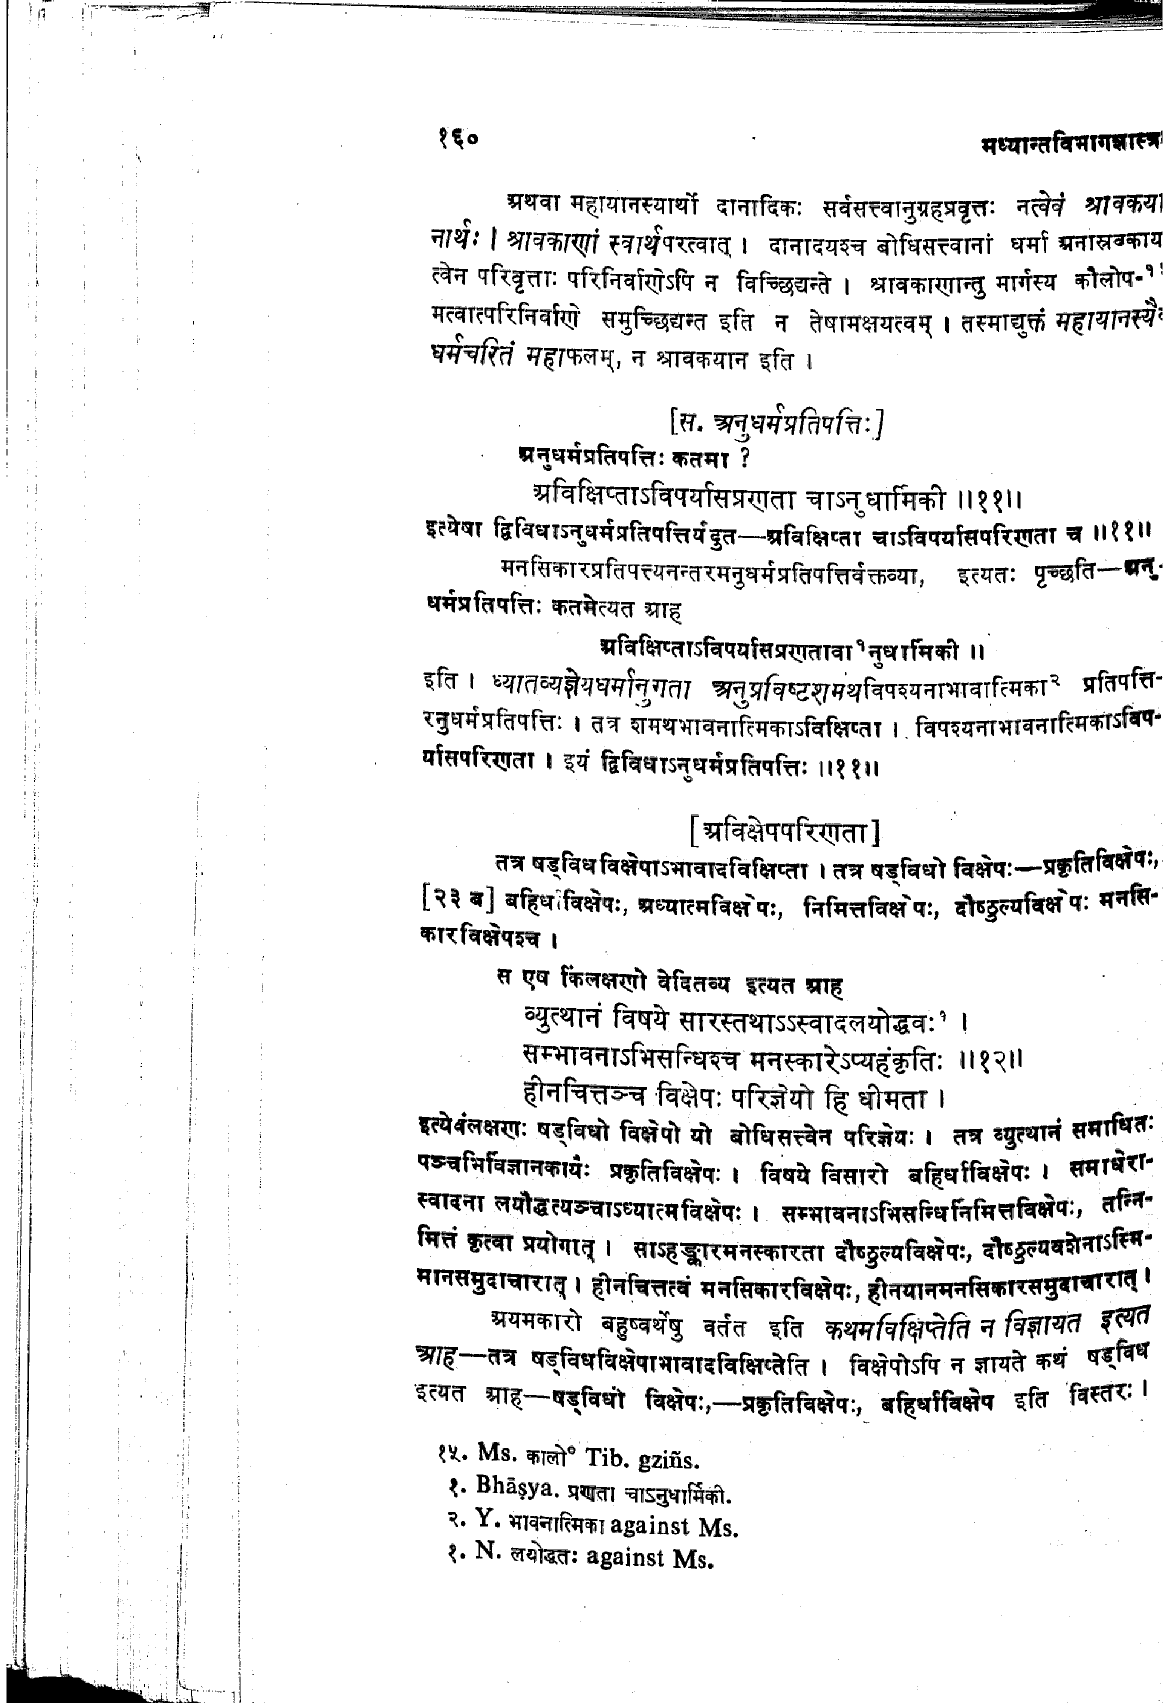 १६०
मध्यान्तविभागशास्त्र
अथवा महायानस्यार्थो दानादिकः सर्वसत्त्वानुग्रहप्रवृत्तः नत्वेवं श्रावकया
नार्थः । श्रावकाणां स्वार्थपरत्वात् । दानादयश्च बोधिसत्त्वानां धर्मा अनास्रवकाय
त्वेन परिवृत्ताः परिनिर्वाणेऽपि न विच्छिद्यन्ते । श्रावकाणान्तु मार्गस्य कौलोप-१५
मत्वात्परिनिर्वाणे समुच्छिद्यन्त इति न तेषामक्षयत्वम् । तस्माद्युक्तं महायानस्यै
धर्मचरितं महाफलम्, न श्रावकयान इति ।
[स. अनुधर्मप्रतिपत्तिः]
अनुधर्मप्रतिपत्तिः कतमा ?
अविक्षिप्ताऽविपर्यासप्रणता चाऽनुधार्मिकी ॥११॥
इत्येषा द्विविधाऽनुधर्मप्रतिपत्तिर्यदुत—अविक्षिप्ता चाऽविपर्यासपरिणता च ॥११॥
मनसिकारप्रतिपत्त्यनन्तरमनुधर्मप्रतिपत्तिर्वक्तव्या, इत्यतः पृच्छति—अनु-
धर्मप्रतिपत्तिः कतमेत्यत आह
अविक्षिप्ताऽविपर्यासप्रणतावा१नुधार्मिकी ॥
इति । ध्यातव्यज्ञेयधर्मानुगता अनुप्रविष्टशमथविपश्यनाभावात्मिका२ प्रतिपत्ति-
रनुधर्मप्रतिपत्तिः । तत्र शमथभावनात्मिकाऽविक्षिप्ता । विपश्यनाभावनात्मिकाऽविप-
र्यासपरिणता । इयं द्विविधाऽनुधर्मप्रतिपत्तिः ॥११॥
[अविक्षेपपरिणता]
तत्र षड्विधविक्षेपाऽभावादविक्षिप्ता । तत्र षड्विधो विक्षेपः—प्रकृतिविक्षेपः,
[२३ ब] बहिर्धाविक्षेपः, अध्यात्मविक्षेपः, निमित्तविक्षेपः, दौष्ठुल्यविक्षेपः मनसि-
कारविक्षेपश्च ।
स एष किंलक्षणो वेदितव्य इत्यत आह
व्युत्थानं विषये सारस्तथाऽऽस्वादलयोद्धवः१ ।
सम्भावनाऽभिसन्धिश्च मनस्कारेऽप्यहंकृतिः ॥१२॥
हीनचित्तञ्च विक्षेपः परिज्ञेयो हि धीमता ।
इत्येवंलक्षणः षड्विधो विक्षेपो यो बोधिसत्त्वेन परिज्ञेयः । तत्र व्युत्थानं समाधितः
पञ्चभिर्विज्ञानकायैः प्रकृतिविक्षेपः । विषये विसारो बहिर्धाविक्षेपः । समाधेरा-
स्वादना लयौद्धत्यञ्चाऽध्यात्मविक्षेपः । सम्भावनाऽभिसन्धिर्निमित्तविक्षेपः, तन्नि-
मित्तं कृत्वा प्रयोगात् । साऽहङ्कारमनस्कारता दौष्ठुल्यविक्षेपः, दौष्ठुल्यवशेनाऽस्मि-
मानसमुदाचारात् । हीनचित्तत्वं मनसिकारविक्षेपः, हीनयानमनसिकारसमुदाचारात् ।
अयमकारो बहुष्वर्थेषु वर्तत इति कथमविक्षिप्तेति न विज्ञायत इत्यत
आह—तत्र षड्विधविक्षेपाभावादविक्षिप्तेति । विक्षेपोऽपि न ज्ञायते कथं षड्विध
इत्यत आह—षड्विधो विक्षेपः,—प्रकृतिविक्षेपः, बहिर्धाविक्षेप इति विस्तरः ।
१५. Ms. कालो° Tib. gziñs.
१. Bhāṣya. प्रणता चाऽनुधार्मिकी.
२. Y. भावनात्मिका against Ms.
१. N. लयोद्धतः against Ms.